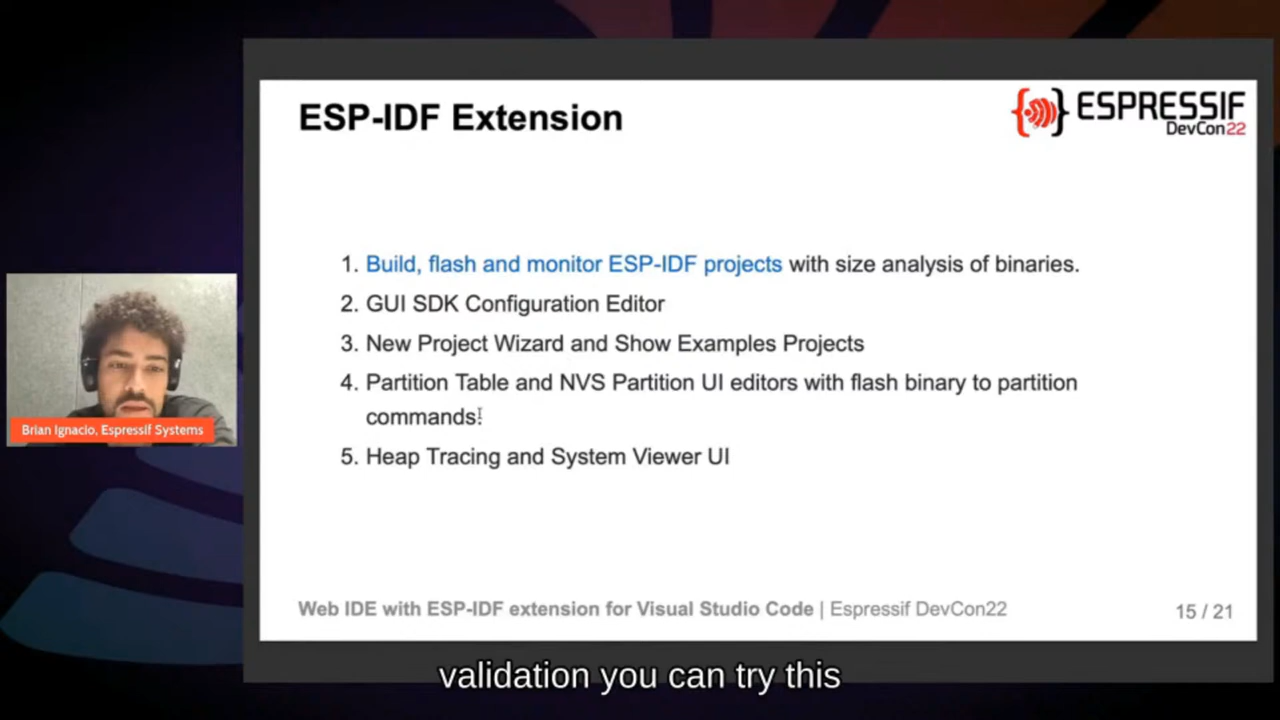 ESP-IDF Extension
{ } ESPRESSIF
DevCon22
1. Build, flash and monitor ESP-IDF projects with size analysis of binaries.
2. GUI SDK Configuration Editor
3. New Project Wizard and Show Examples Projects
4. Partition Table and NVS Partition UI editors with flash binary to partition
commands.
5. Heap Tracing and System Viewer UI
Brian Ignacio, Espressif Systems
Web IDE with ESP-IDF extension for Visual Studio Code | Espressif DevCon22
15 / 21
validation you can try this